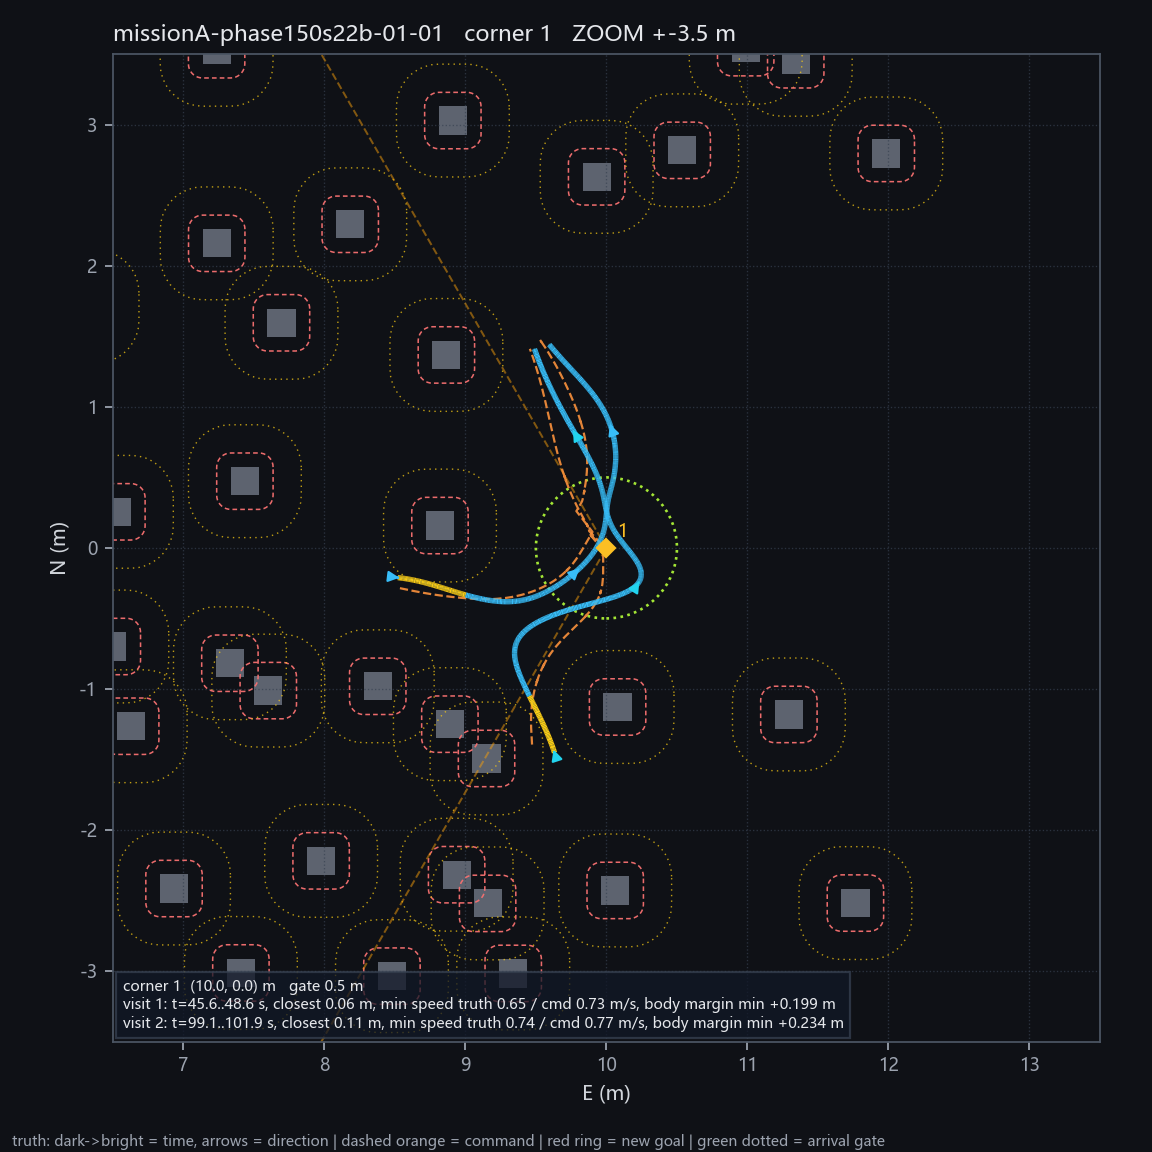 missionA-phase150s22b-01-01   corner 1   ZOOM +-3.5 m
N (m)
3
2
1
0
-1
-2
-3
1
corner 1  (10.0, 0.0) m   gate 0.5 m
visit 1: t=45.6..48.6 s, closest 0.06 m, min speed truth 0.65 / cmd 0.73 m/s, body margin min +0.199 m
visit 2: t=99.1..101.9 s, closest 0.11 m, min speed truth 0.74 / cmd 0.77 m/s, body margin min +0.234 m
7 8 9 10 11 12 13
E (m)
truth: dark->bright = time, arrows = direction | dashed orange = command | red ring = new goal | green dotted = arrival gate